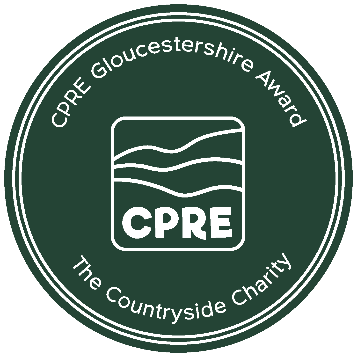 CPRE Gloucestershire Award
CPRE
The Countryside Charity